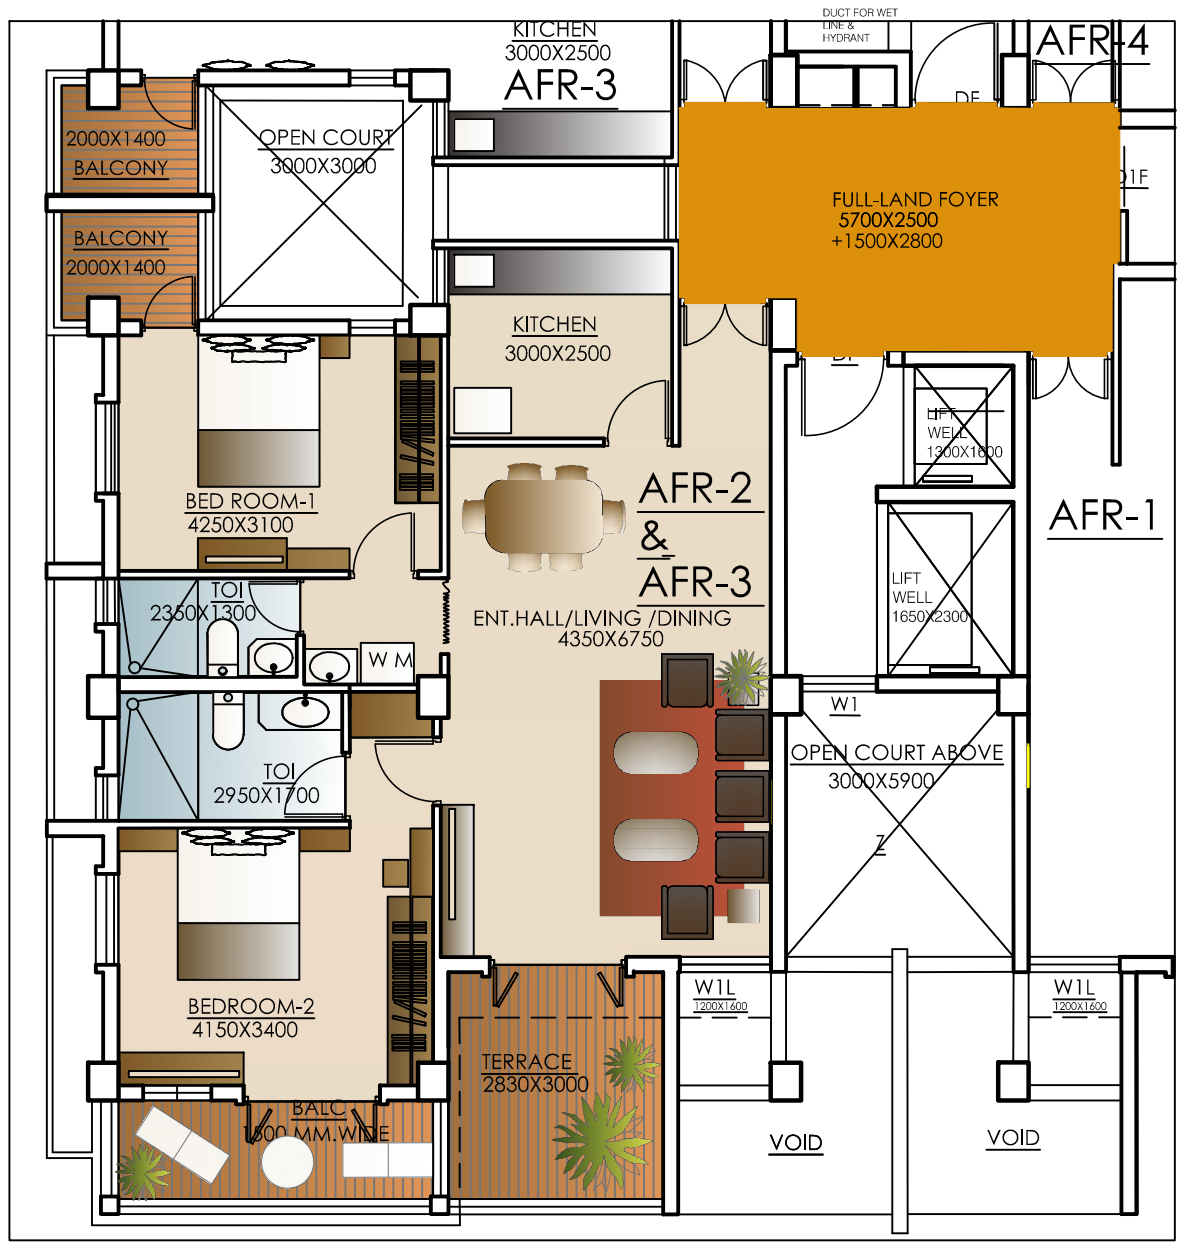 DUCT FOR WET
LINE &
HYDRANT
KITCHEN
3000X2500
AFR-3
AFR-4
2000X1400
BALCONY
OPEN COURT
3000X3000
BALCONY
2000X1400
FULL-LAND FOYER
5700X2500
+1500X2800
KITCHEN
3000X2500
LIFT
WELL
1300X1600
BED ROOM-1
4250X3100
AFR-2
&
AFR-3
AFR-1
ENT.HALL/LIVING /DINING
4350X6750
LIFT
WELL
1650X2300
TOI
2350X1300
W M
TOI
2950X1700
W1
OPEN COURT ABOVE
3000X5900
Z
BEDROOM-2
4150X3400
W1L
1200X1600
W1L
1200X1600
TERRACE
2830X3000
BALC
1500 MM.WIDE
VOID
VOID